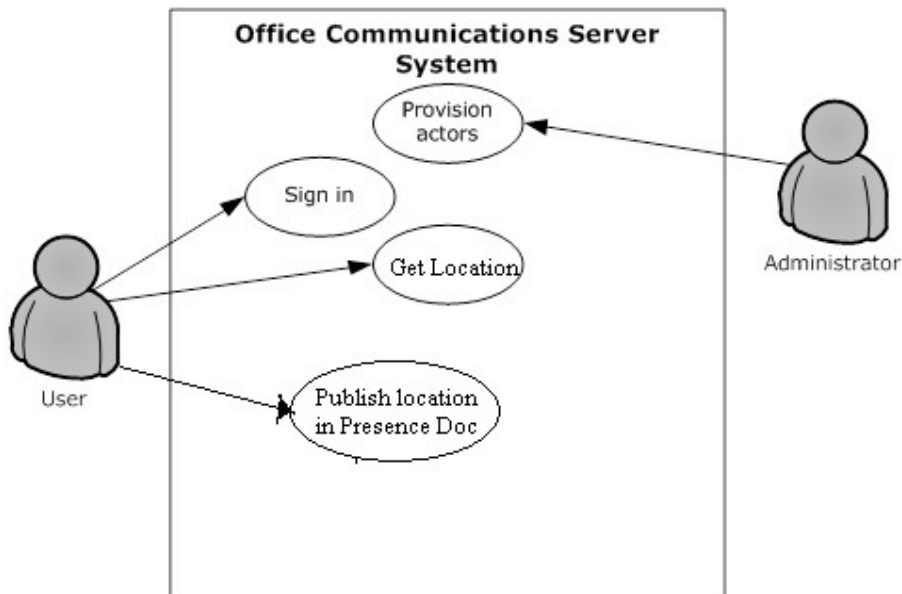 Office Communications Server
System
Provision
actors
Sign in
Get Location
Administrator
User
Publish location
in Presence Doc